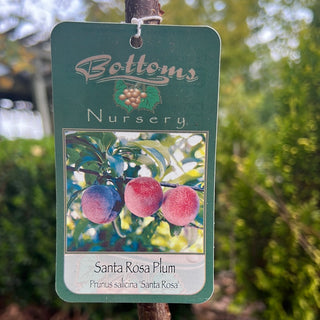 Bottoms
Nursery
Santa Rosa Plum
Prunus salicina 'Santa Rosa'